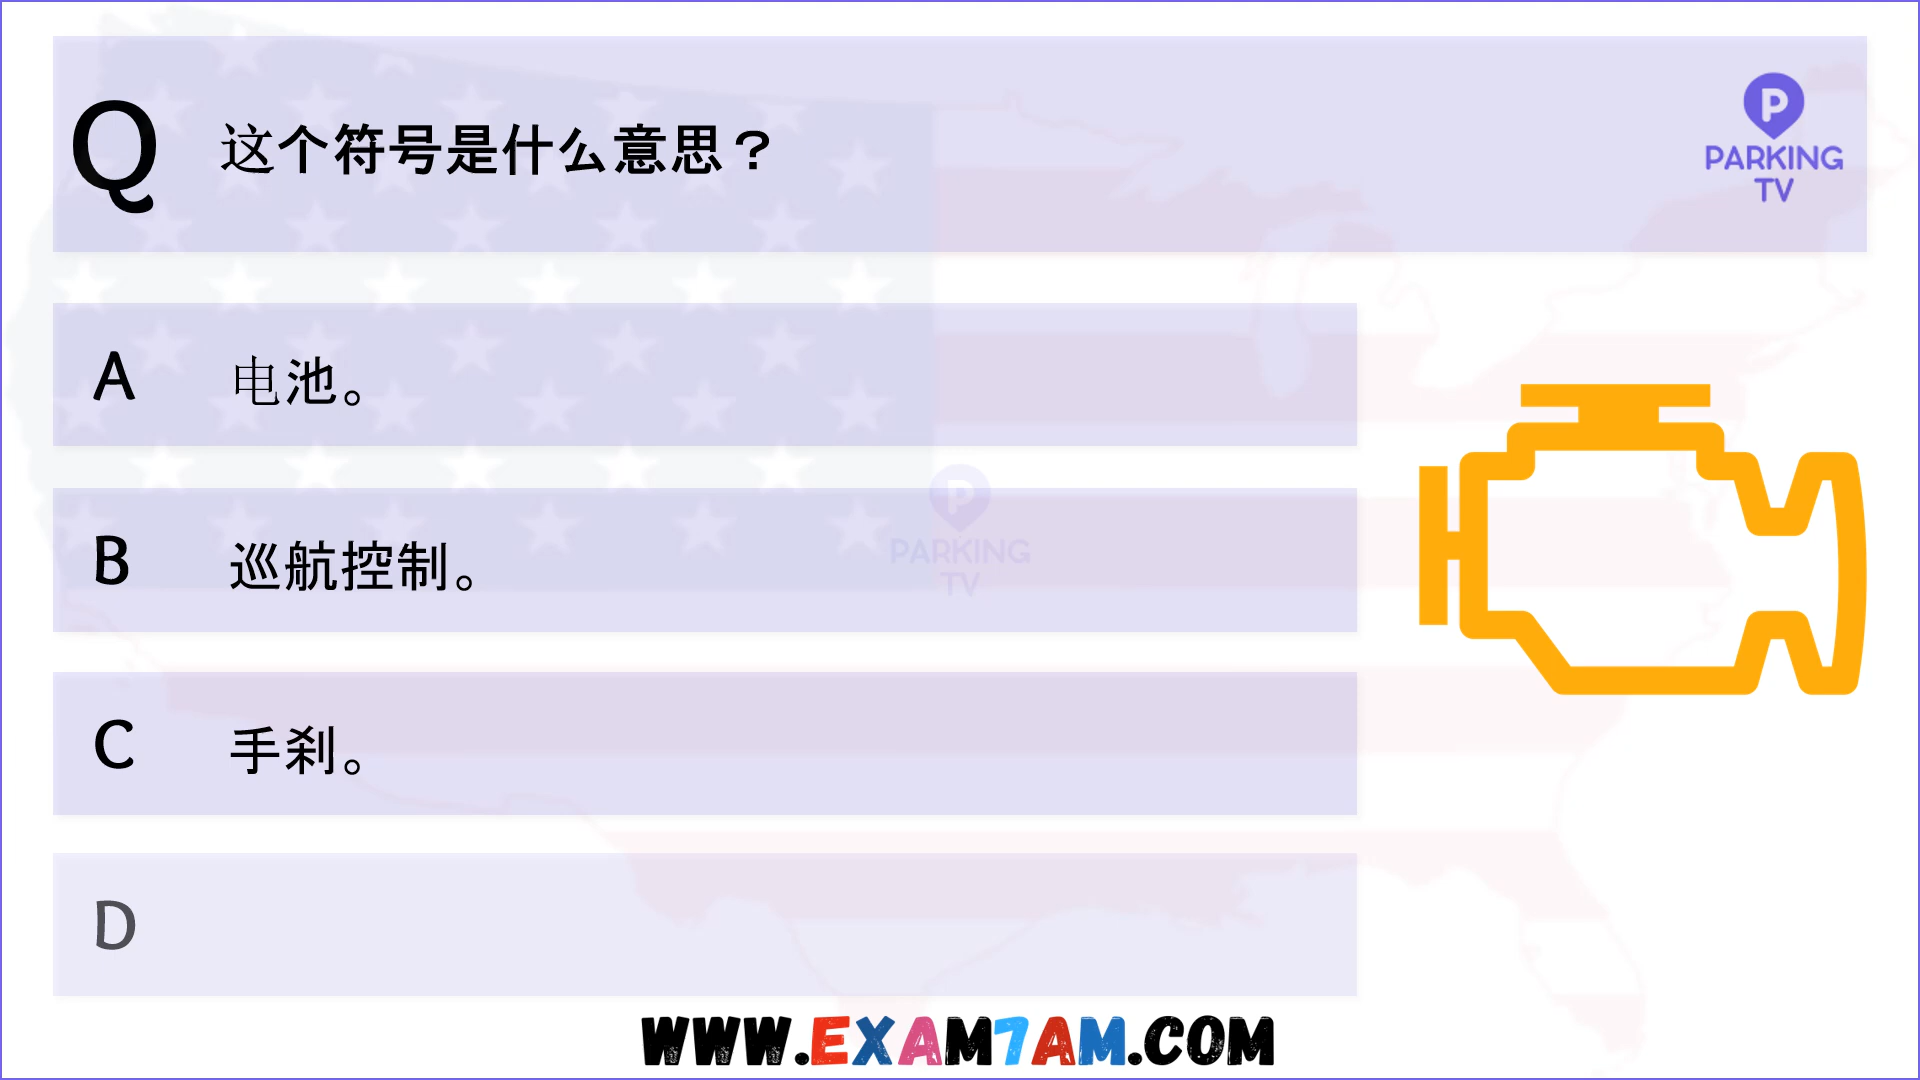 Q 这个符号是什么意思？
P
PARKING
TV
A 电池。
B 巡航控制。
P
PARKING
TV
C 手刹。
D
WWW.EXAM7AM.COM